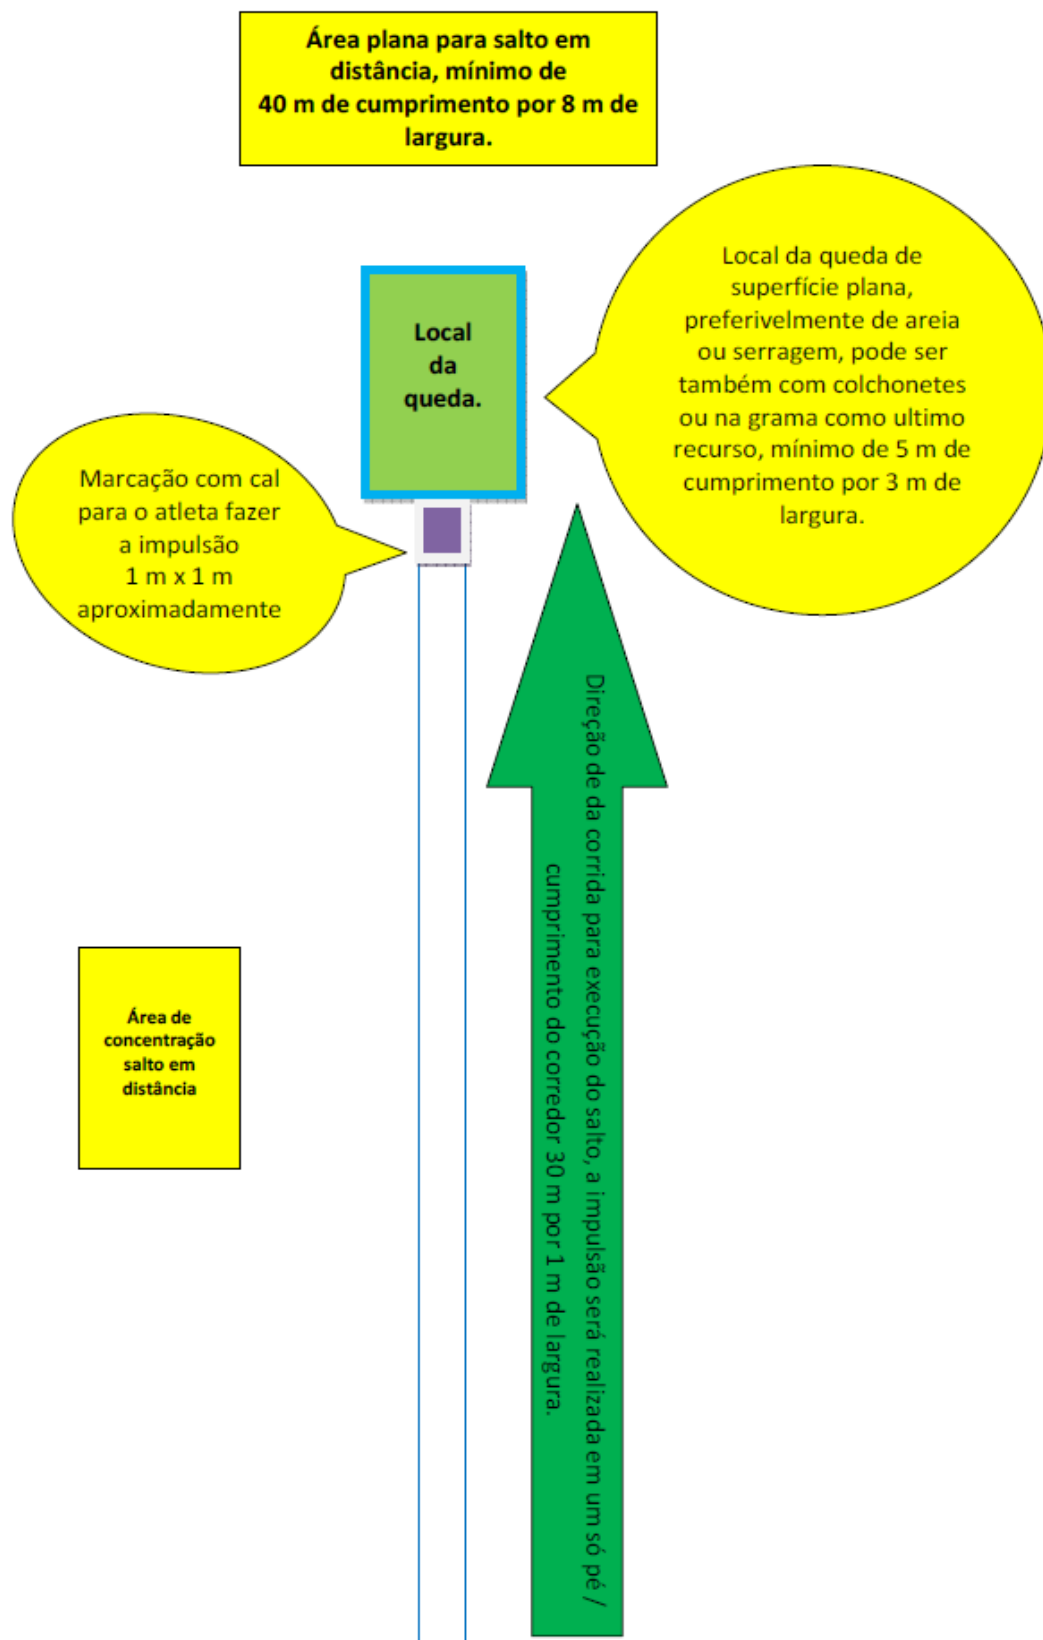 Área plana para salto em
distância, mínimo de
40 m de cumprimento por 8 m de
largura.
Local da queda de
superfície plana,
preferivelmente de areia
ou serragem, pode ser
também com colchonetes
ou na grama como ultimo
recurso, mínimo de 5 m de
cumprimento por 3 m de
largura.
Local
da
queda.
Marcação com cal
para o atleta fazer
a impulsão
1 m x 1 m
aproximadamente
Direção de da corrida para execução do salto, a impulsão será realizada em um só pé /
cumprimento do corredor 30 m por 1 m de largura.
Área de
concentração
salto em
distância